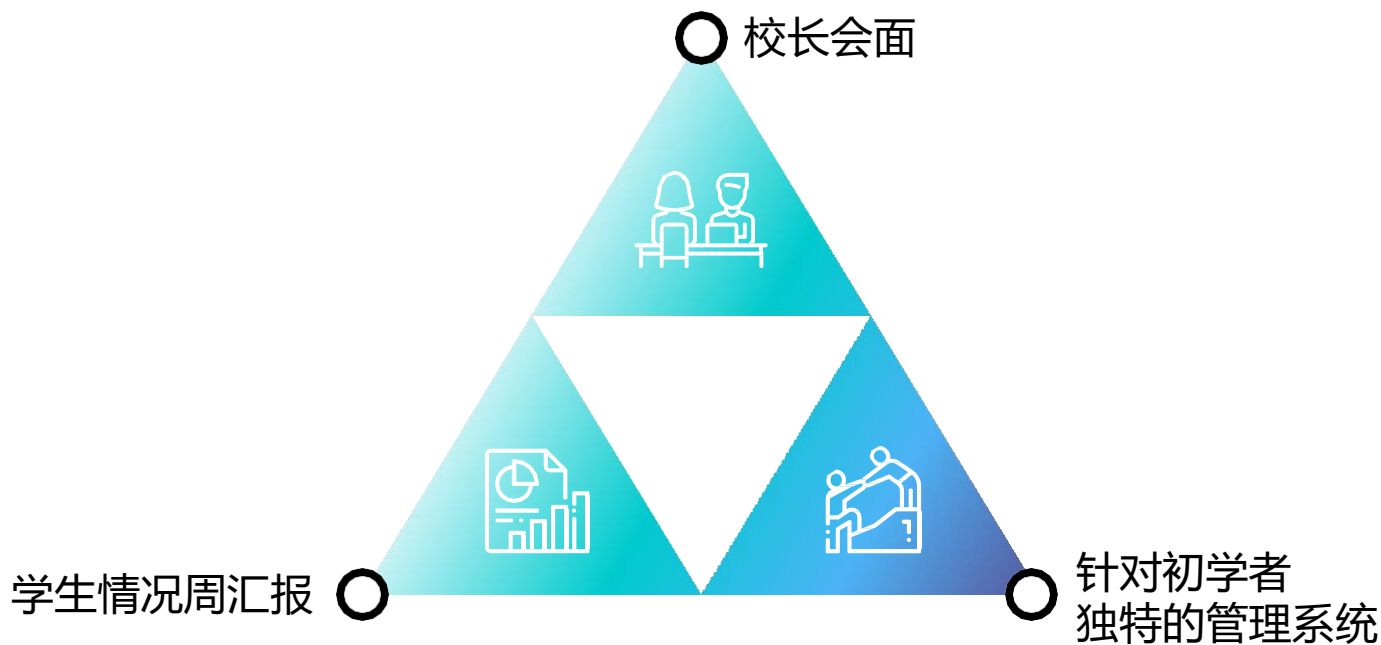 校长会面
学生情况周汇报
针对初学者
独特的管理系统